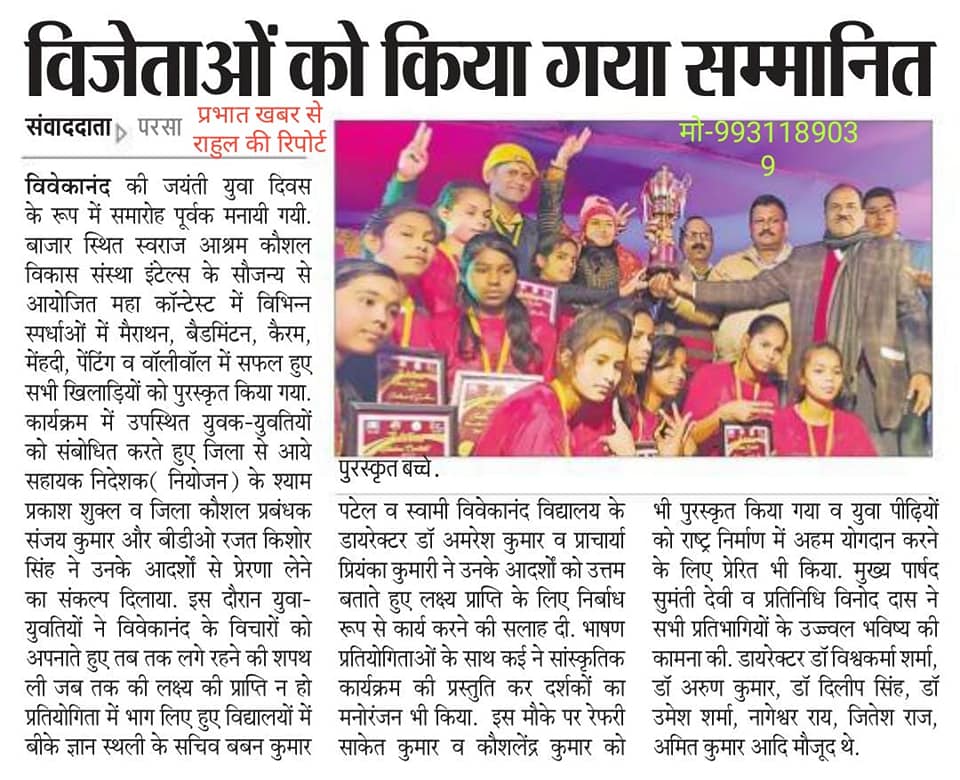 विजेताओं को किया गया सम्मानित
संवाददाता ▷ परसा
प्रभात खबर से
राहुल की रिपोर्ट
मो-993118903
9
विवेकानंद की जयंती युवा दिवस
के रूप में समारोह पूर्वक मनायी गयी.
बाजार स्थित स्वराज आश्रम कौशल
विकास संस्था इंटेल्स के सौजन्य से
आयोजित महा कॉन्टेस्ट में विभिन्न
स्पर्धाओं में मैराथन, बैडमिंटन, कैरम,
मेंहदी, पेंटिंग व वॉलीवॉल में सफल हुए
सभी खिलाड़ियों को पुरस्कृत किया गया.
कार्यक्रम में उपस्थित युवक-युवतियों
को संबोधित करते हुए जिला से आये
सहायक निदेशक( नियोजन) के श्याम
प्रकाश शुक्ल व जिला कौशल प्रबंधक
संजय कुमार और बीडीओ रजत किशोर
सिंह ने उनके आदर्शों से प्रेरणा लेने
का संकल्प दिलाया. इस दौरान युवा-
युवतियों ने विवेकानंद के विचारों को
अपनाते हुए तब तक लगे रहने की शपथ
ली जब तक की लक्ष्य की प्राप्ति न हो
प्रतियोगिता में भाग लिए हुए विद्यालयों में
बीके ज्ञान स्थली के सचिव बबन कुमार
पुरस्कृत बच्चे.
पटेल व स्वामी विवेकानंद विद्यालय के
डायरेक्टर डॉ अमरेश कुमार व प्राचार्या
प्रियंका कुमारी ने उनके आदर्शों को उत्तम
बताते हुए लक्ष्य प्राप्ति के लिए निर्बाध
रूप से कार्य करने की सलाह दी. भाषण
प्रतियोगिताओं के साथ कई ने सांस्कृतिक
कार्यक्रम की प्रस्तुति कर दर्शकों का
मनोरंजन भी किया. इस मौके पर रेफरी
साकेत कुमार व कौशलेंद्र कुमार को
भी पुरस्कृत किया गया व युवा पीढ़ियों
को राष्ट्र निर्माण में अहम योगदान करने
के लिए प्रेरित भी किया. मुख्य पार्षद
सुमंती देवी व प्रतिनिधि विनोद दास ने
सभी प्रतिभागियों के उज्ज्वल भविष्य की
कामना की. डायरेक्टर डॉ विश्वकर्मा शर्मा,
डॉ अरुण कुमार, डॉ दिलीप सिंह, डॉ
उमेश शर्मा, नागेश्वर राय, जितेश राज,
अमित कुमार आदि मौजूद थे.